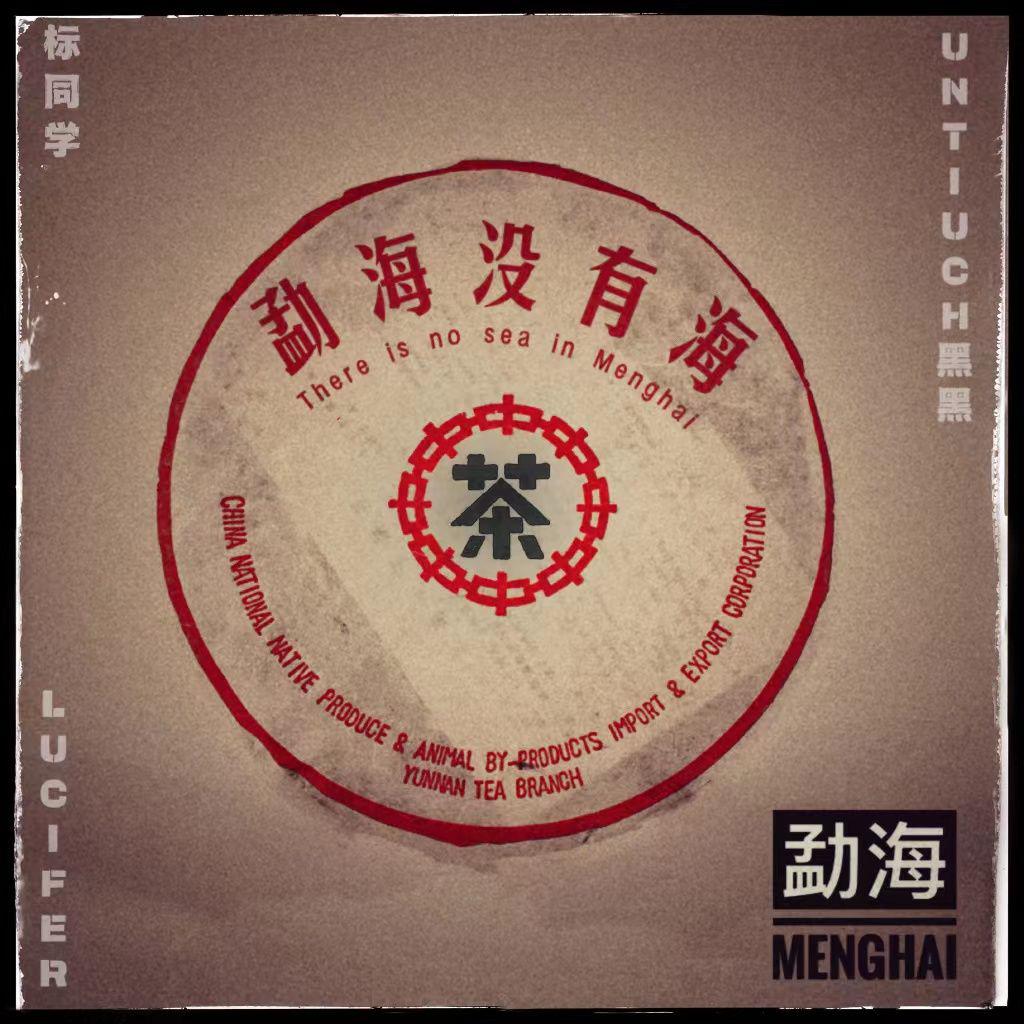 标同学
UNTIUCH黑黑
勐海没有海
There is no sea in Menghai
茶
CHINA NATIONAL NATIVE PRODUCE & ANIMAL BY-PRODUCTS IMPORT & EXPORT CORPORATION
YUNNAN TEA BRANCH
LUCIFER
勐海
MENGHAI